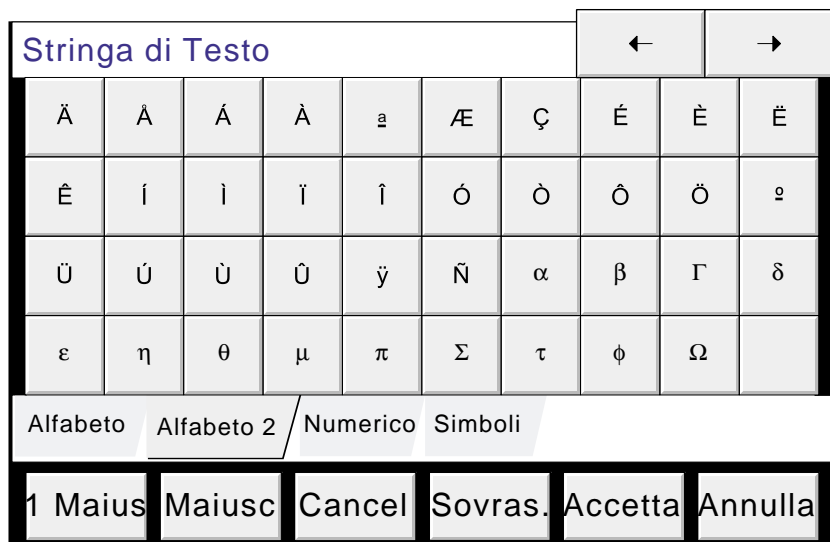 Stringa di Testo ← →
Ä Å Á À ª Æ Ç É È Ë
Ê Í Ì Ï Î Ó Ò Ô Ö º
Ü Ú Ù Û ÿ Ñ α β Γ δ
ε η θ μ π Σ τ φ Ω
Alfabeto Alfabeto 2 Numerico Simboli
1 Maius Maiusc Cancel Sovras. Accetta Annulla